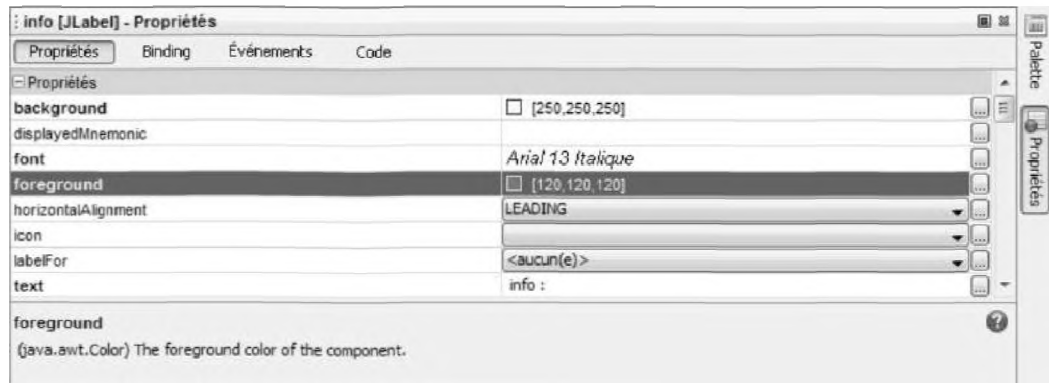 info [JLabel] - Propriétés
Propriétés Binding Événements Code
Propriétés
background [250,250,250] ...
displayedMnemonic ...
font Arial 13 Italique ...
foreground [120,120,120] ...
horizontalAlignment LEADING ...
icon ...
labelFor <aucun(e)> ...
text info : ...
foreground
(java.awt.Color) The foreground color of the component.
Palette
Propriétés